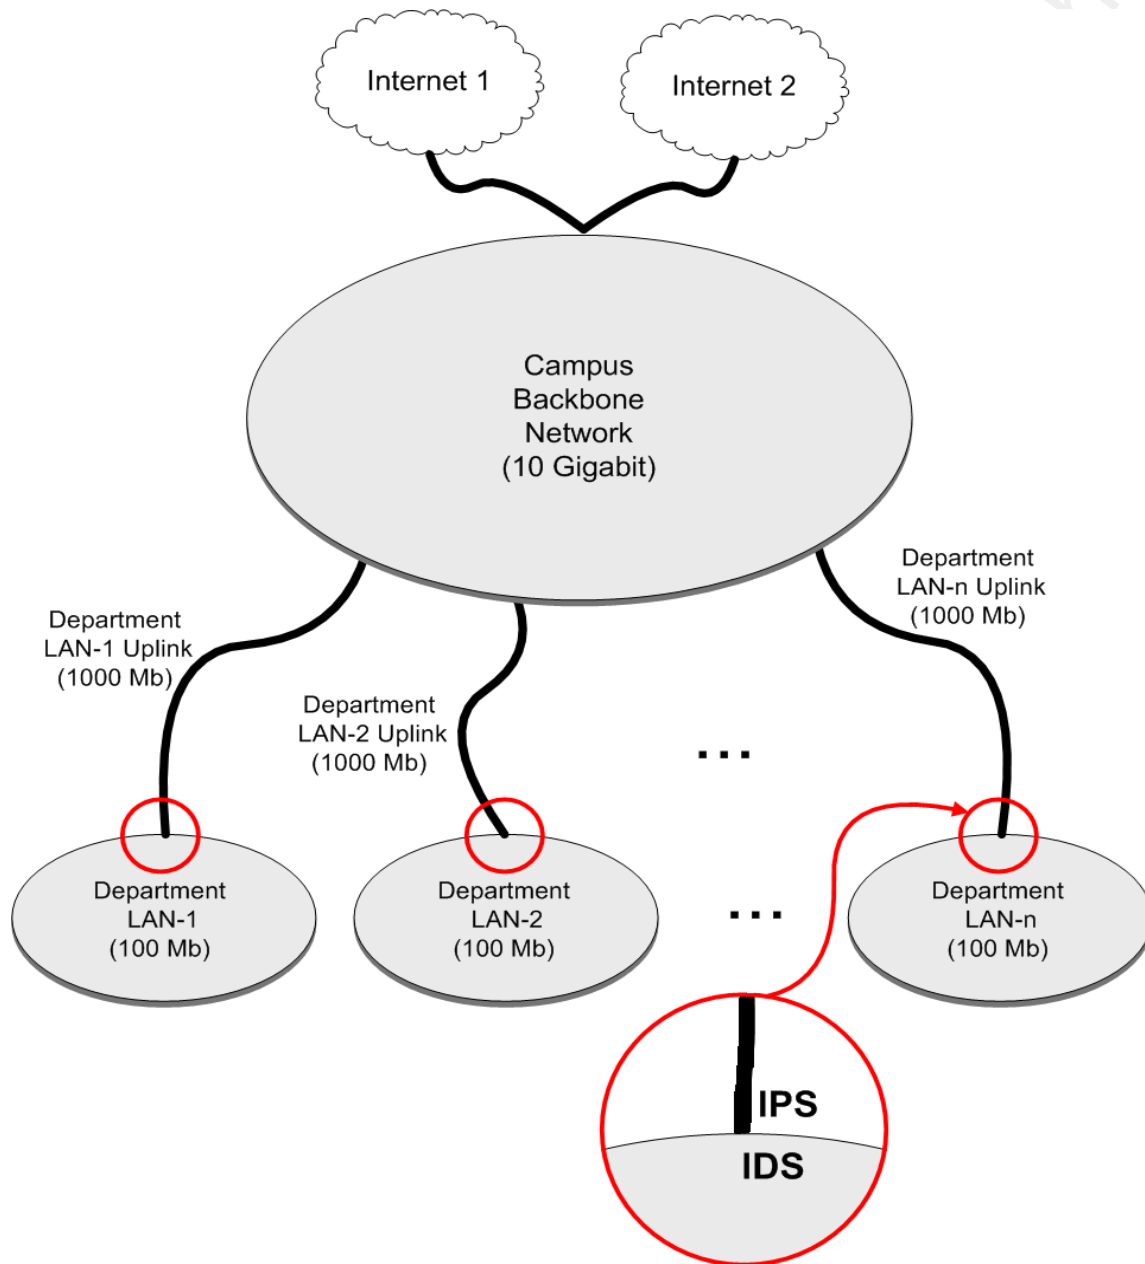 Internet 1
Internet 2
Campus
Backbone
Network
(10 Gigabit)
Department
LAN-n Uplink
(1000 Mb)
Department
LAN-1 Uplink
(1000 Mb)
Department
LAN-2 Uplink
(1000 Mb)
...
Department
LAN-1
(100 Mb)
Department
LAN-2
(100 Mb)
...
Department
LAN-n
(100 Mb)
IPS
IDS